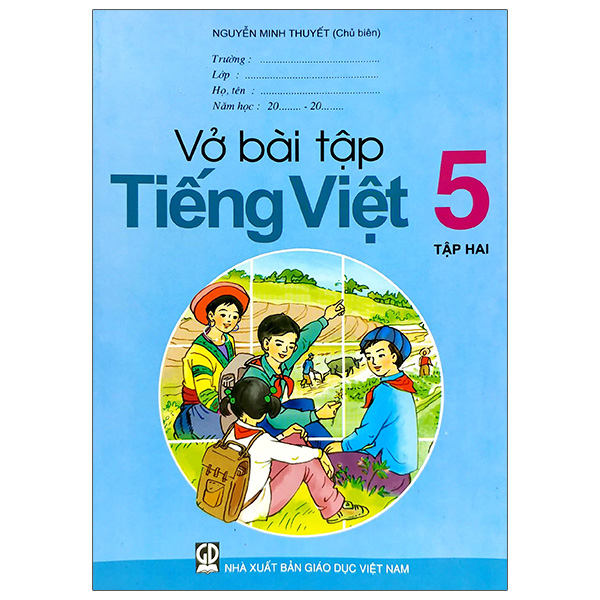 NGUYỄN MINH THUYẾT (Chủ biên)
Trường : ..........................................
Lớp : ................................................
Họ, tên : ...........................................
Năm học : 20........ - 20........
Vở bài tập
Tiếng Việt 5
TẬP HAI
GD
NHÀ XUẤT BẢN GIÁO DỤC VIỆT NAM